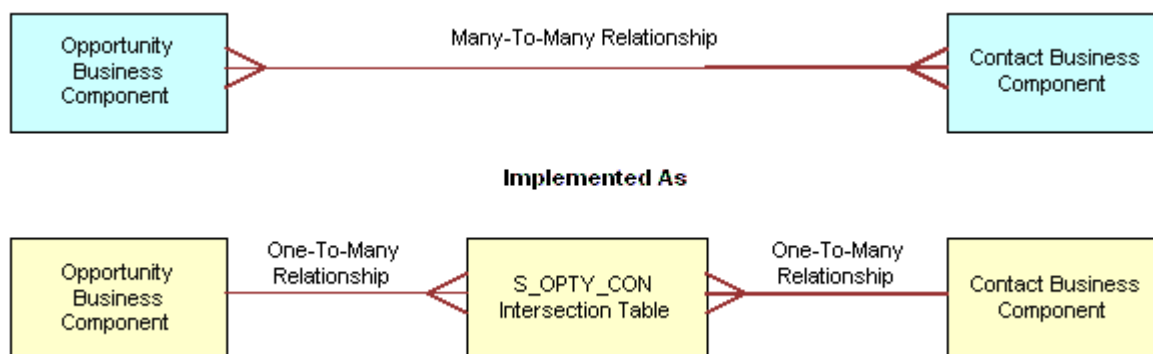 Opportunity
Business
Component
Many-To-Many Relationship
Contact Business
Component
Implemented As
Opportunity
Business
Component
One-To-Many
Relationship
S_OPTY_CON
Intersection Table
One-To-Many
Relationship
Contact Business
Component